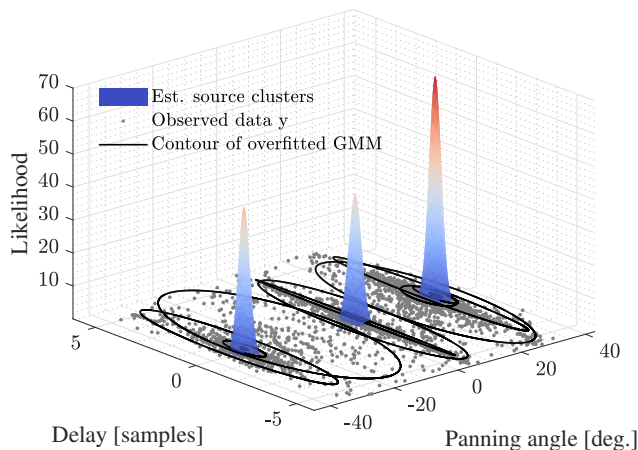 70
60
50
40
30
20
10
Likelihood
Est. source clusters
Observed data y
Contour of overfitted GMM
5
0
-5
Delay [samples]
-40
-20
0
20
40
Panning angle [deg.]